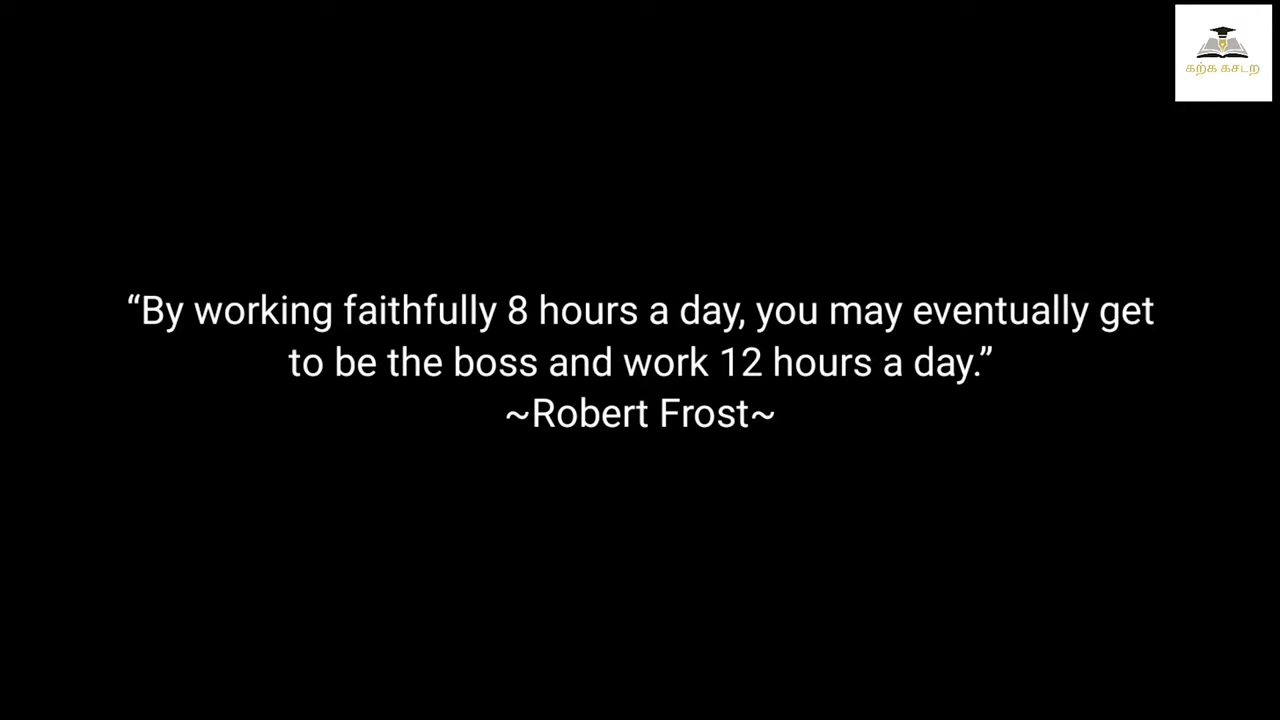 கற்க கசடற
“By working faithfully 8 hours a day, you may eventually get
to be the boss and work 12 hours a day.”
~Robert Frost~